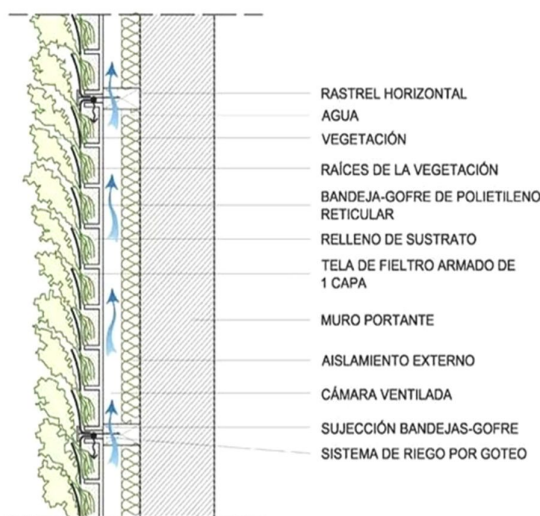 RASTREL HORIZONTAL
AGUA
VEGETACIÓN
RAÍCES DE LA VEGETACIÓN
BANDEJA-GOFRE DE POLIETILENO
RETICULAR
RELLENO DE SUSTRATO
TELA DE FIELTRO ARMADO DE
1 CAPA
MURO PORTANTE
AISLAMIENTO EXTERNO
CÁMARA VENTILADA
SUJECCIÓN BANDEJAS-GOFRE
SISTEMA DE RIEGO POR GOTEO